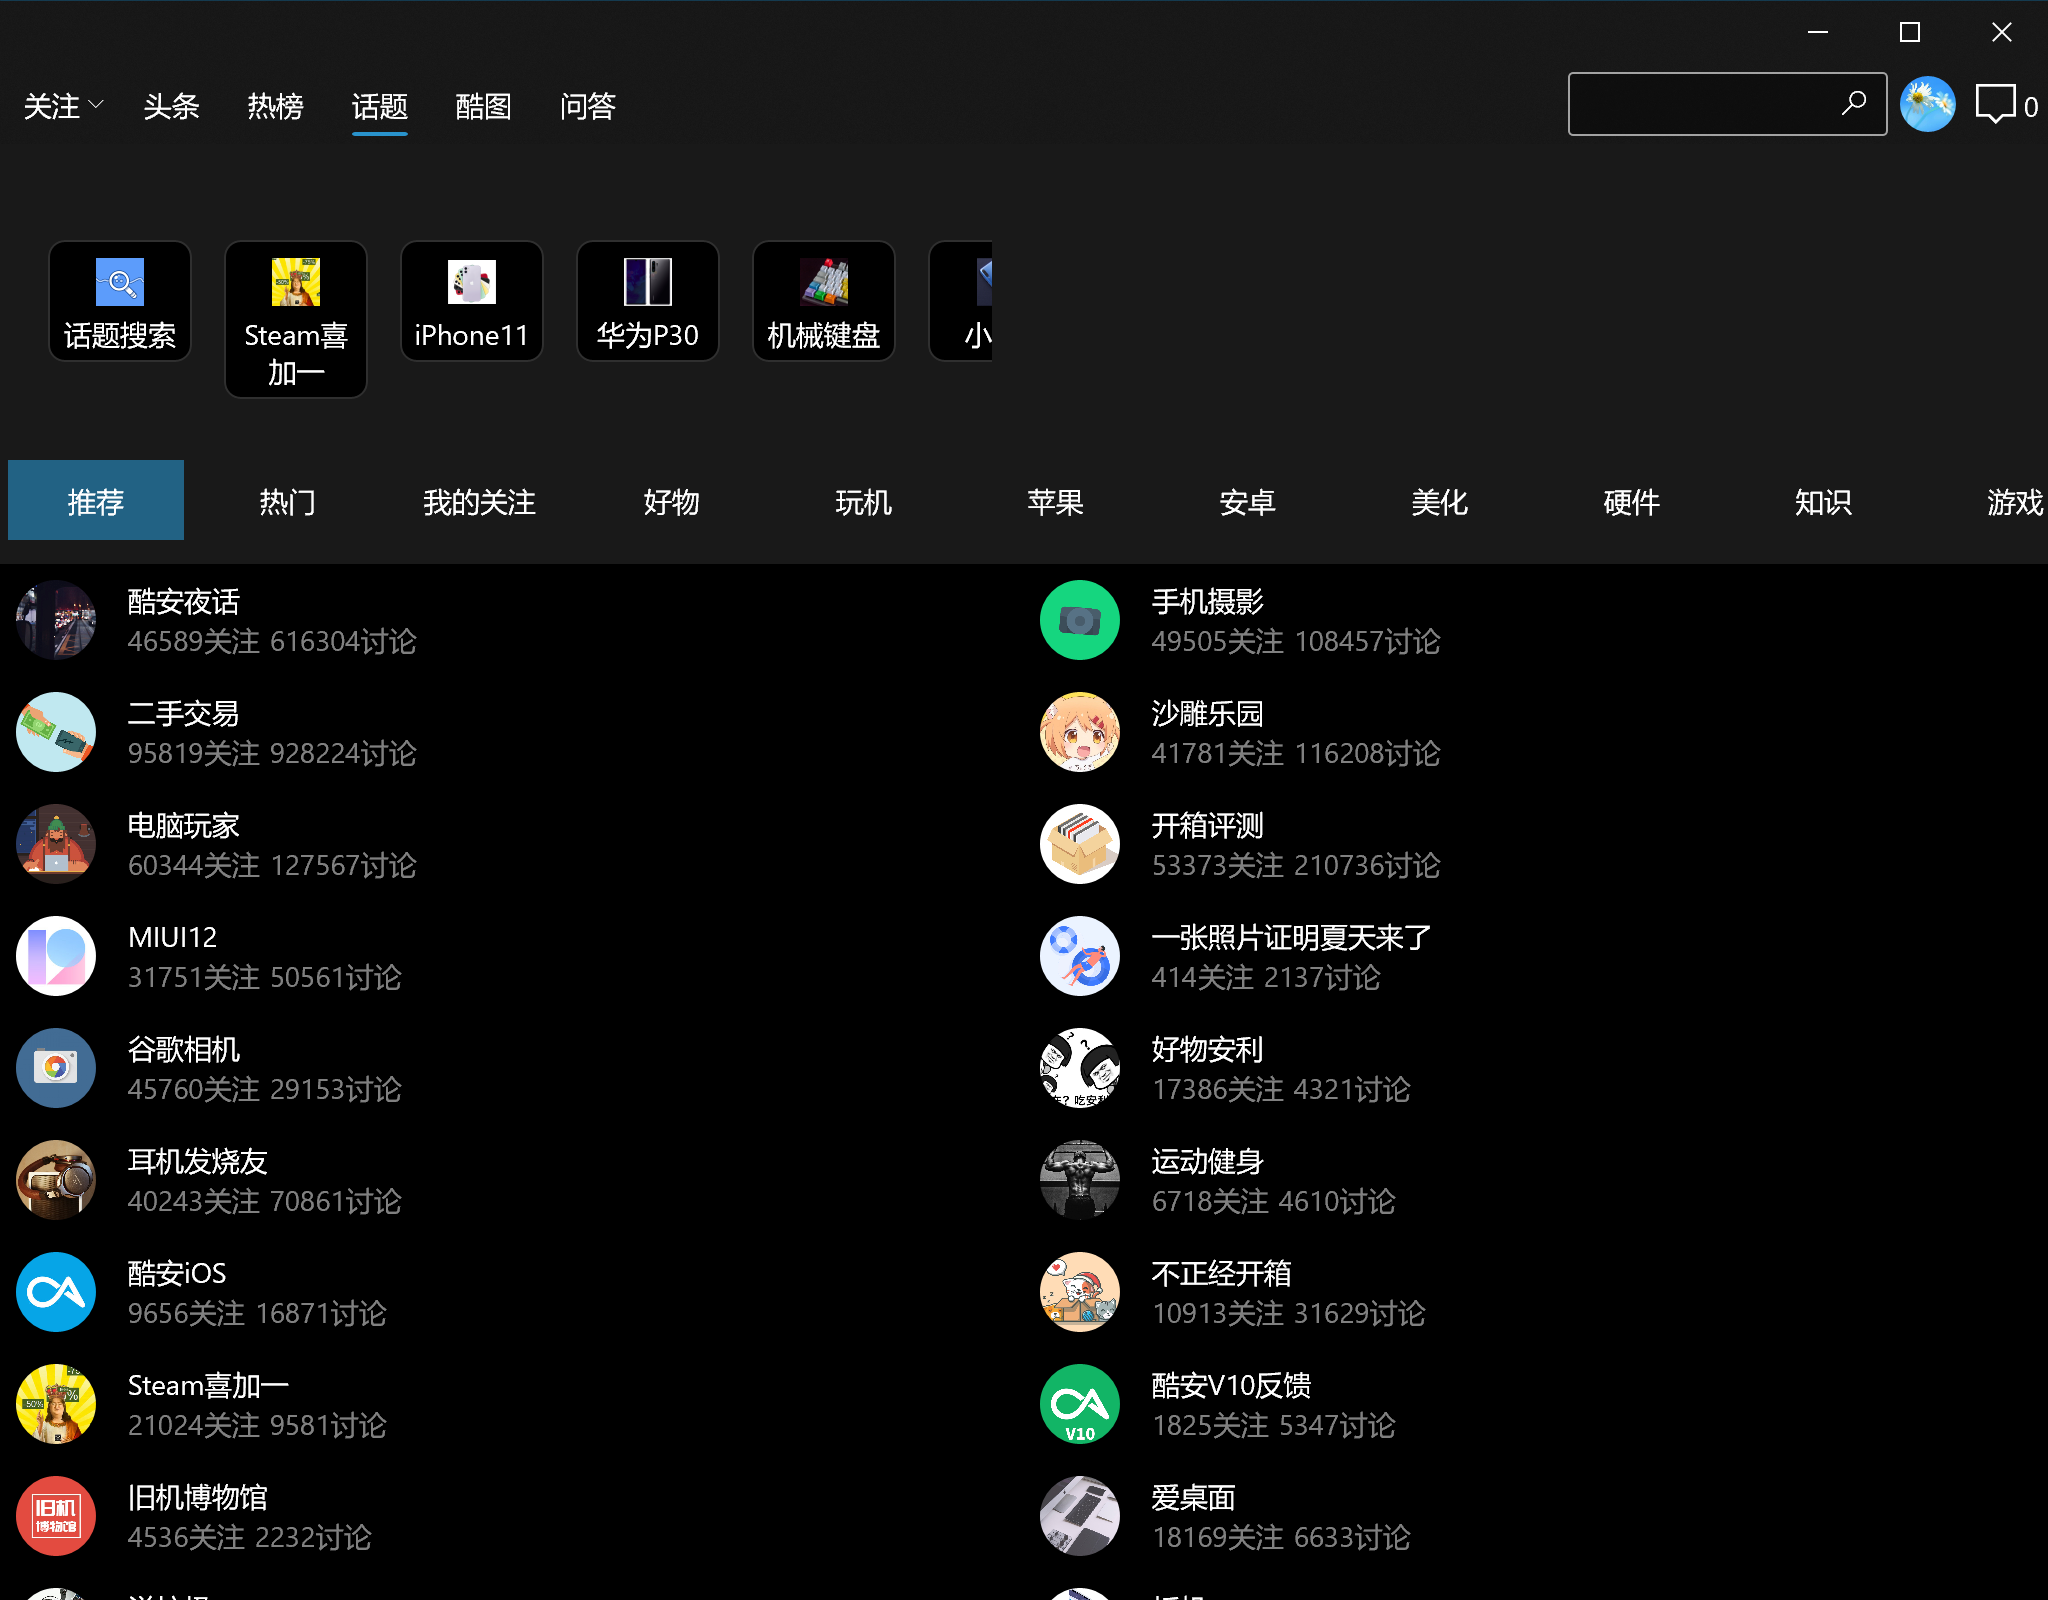 关注 头条 热榜 话题 酷图 问答 0
话题搜索
Steam喜
加一
iPhone11
华为P30
机械键盘
小
推荐 热门 我的关注 好物 玩机 苹果 安卓 美化 硬件 知识 游戏
酷安夜话
46589关注 616304讨论
手机摄影
49505关注 108457讨论
二手交易
95819关注 928224讨论
沙雕乐园
41781关注 116208讨论
电脑玩家
60344关注 127567讨论
开箱评测
53373关注 210736讨论
MIUI12
31751关注 50561讨论
一张照片证明夏天来了
414关注 2137讨论
谷歌相机
45760关注 29153讨论
好物安利
17386关注 4321讨论
耳机发烧友
40243关注 70861讨论
运动健身
6718关注 4610讨论
酷安iOS
9656关注 16871讨论
不正经开箱
10913关注 31629讨论
Steam喜加一
21024关注 9581讨论
V10
酷安V10反馈
1825关注 5347讨论
旧机
博物馆
旧机博物馆
4536关注 2232讨论
爱桌面
18169关注 6633讨论